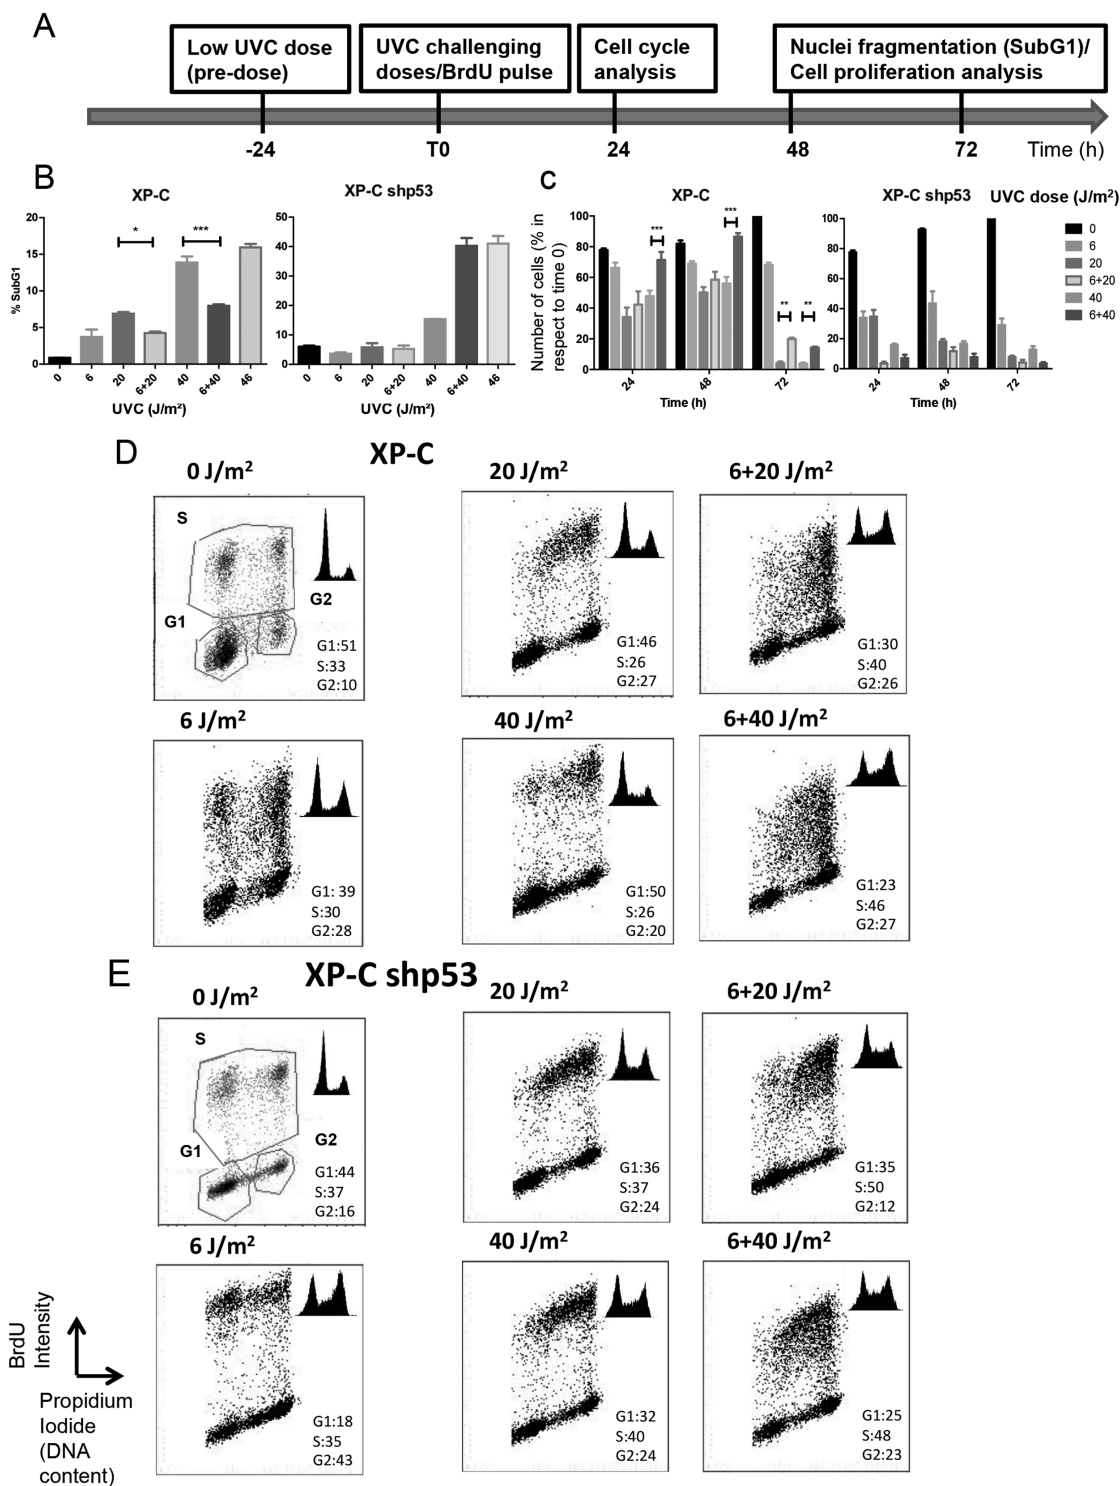 A
Low UVC dose
(pre-dose)
UVC challenging
doses/BrdU pulse
Cell cycle
analysis
Nuclei fragmentation (SubG1)/
Cell proliferation analysis
-24
T0
24
48
72
Time (h)
B
XP-C
% SubG1
20
15
10
5
0
*
***
0
6
20
6+20
40
6+40
46
UVC (J/m²)
XP-C shp53
50
40
30
20
10
0
0
6
20
6+20
40
6+40
46
UVC (J/m²)
C
XP-C
Number of cells (% in
respect to time 0)
100
80
60
40
20
0
***
***
**
**
24
48
72
Time (h)
XP-C shp53
100
80
60
40
20
0
24
48
72
Time (h)
UVC dose (J/m²)
0
6
20
6+20
40
6+40
D
XP-C
0 J/m²
S
G1
G2
G1:51
S:33
G2:10
20 J/m²
G1:46
S:26
G2:27
6+20 J/m²
G1:30
S:40
G2:26
6 J/m²
G1: 39
S:30
G2:28
40 J/m²
G1:50
S:26
G2:20
6+40 J/m²
G1:23
S:46
G2:27
E
XP-C shp53
0 J/m²
S
G1
G2
G1:44
S:37
G2:16
20 J/m²
G1:36
S:37
G2:24
6+20 J/m²
G1:35
S:50
G2:12
6 J/m²
G1:18
S:35
G2:43
40 J/m²
G1:32
S:40
G2:24
6+40 J/m²
G1:25
S:48
G2:23
BrdU
Intensity
Propidium
Iodide
(DNA
content)